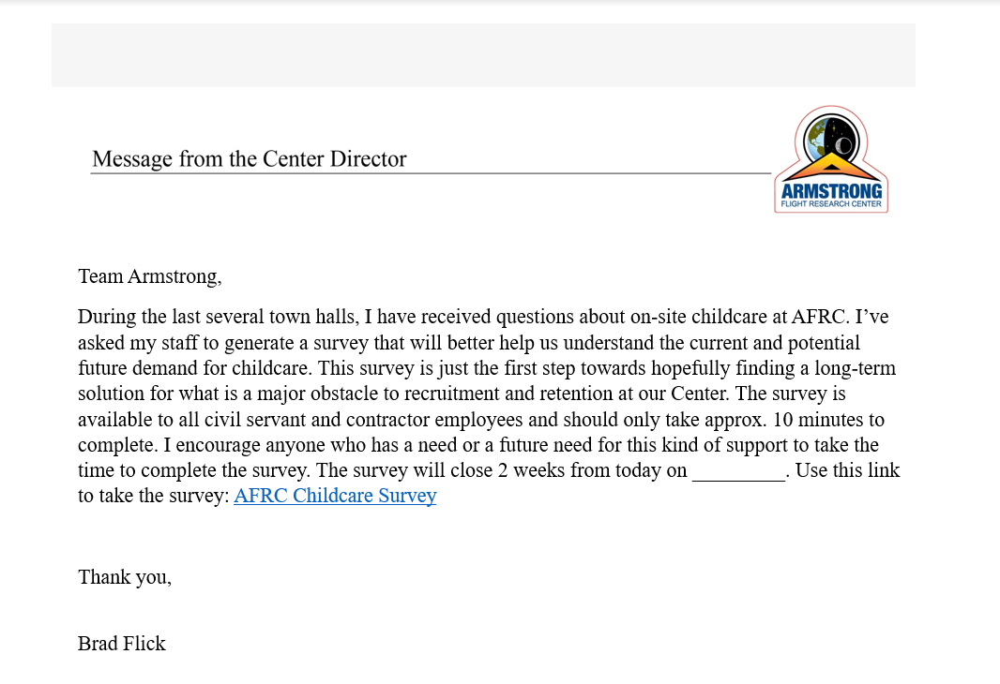 Message from the Center Director
ARMSTRONG
FLIGHT RESEARCH CENTER
Team Armstrong,
During the last several town halls, I have received questions about on-site childcare at AFRC. I’ve
asked my staff to generate a survey that will better help us understand the current and potential
future demand for childcare. This survey is just the first step towards hopefully finding a long-term
solution for what is a major obstacle to recruitment and retention at our Center. The survey is
available to all civil servant and contractor employees and should only take approx. 10 minutes to
complete. I encourage anyone who has a need or a future need for this kind of support to take the
time to complete the survey. The survey will close 2 weeks from today on _________. Use this link
to take the survey: AFRC Childcare Survey
Thank you,
Brad Flick